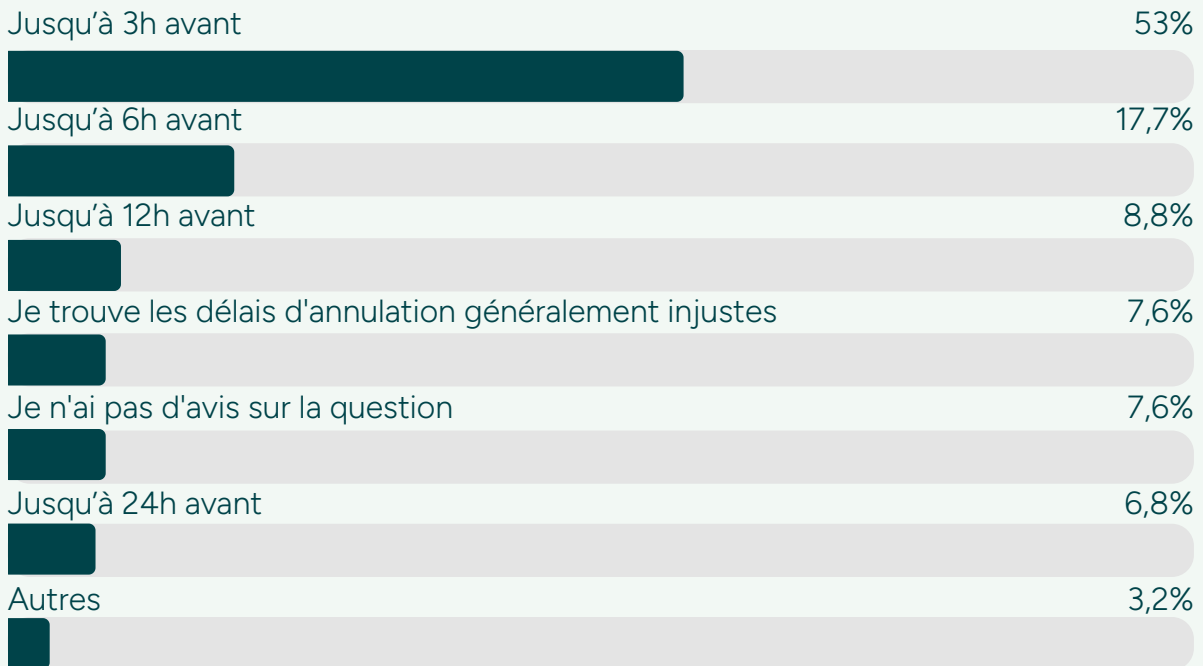 Jusqu’à 3h avant 53%
Jusqu’à 6h avant 17,7%
Jusqu’à 12h avant 8,8%
Je trouve les délais d'annulation généralement injustes 7,6%
Je n'ai pas d'avis sur la question 7,6%
Jusqu’à 24h avant 6,8%
Autres 3,2%